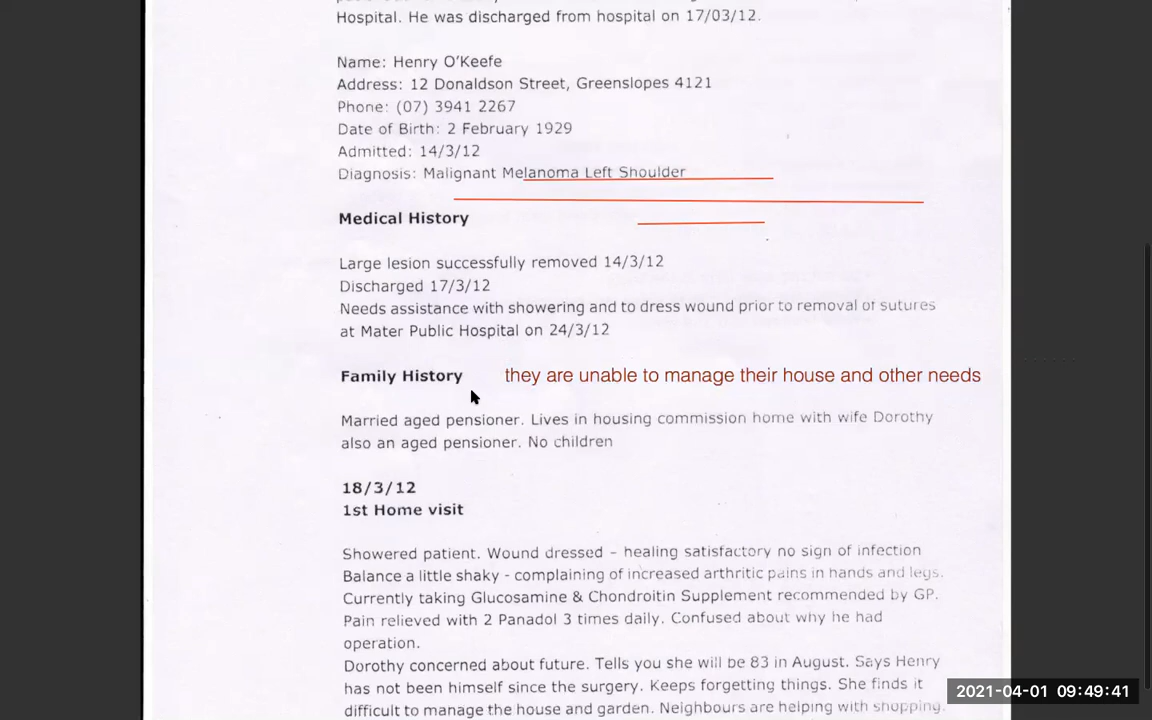 Hospital. He was discharged from hospital on 17/03/12.
Name: Henry O'Keefe
Address: 12 Donaldson Street, Greenslopes 4121
Phone: (07) 3941 2267
Date of Birth: 2 February 1929
Admitted: 14/3/12
Diagnosis: Malignant Melanoma Left Shoulder
Medical History
Large lesion successfully removed 14/3/12
Discharged 17/3/12
Needs assistance with showering and to dress wound prior to removal of sutures
at Mater Public Hospital on 24/3/12
Family History they are unable to manage their house and other needs
Married aged pensioner. Lives in housing commission home with wife Dorothy
also an aged pensioner. No children
18/3/12
1st Home visit
Showered patient. Wound dressed – healing satisfactory no sign of infection
Balance a little shaky - complaining of increased arthritic pains in hands and legs.
Currently taking Glucosamine & Chondroitin Supplement recommended by GP.
Pain relieved with 2 Panadol 3 times daily. Confused about why he had
operation.
Dorothy concerned about future. Tells you she will be 83 in August. Says Henry
has not been himself since the surgery. Keeps forgetting things. She finds it
difficult to manage the house and garden. Neighbours are helping with shopping.
2021-04-01 09:49:41